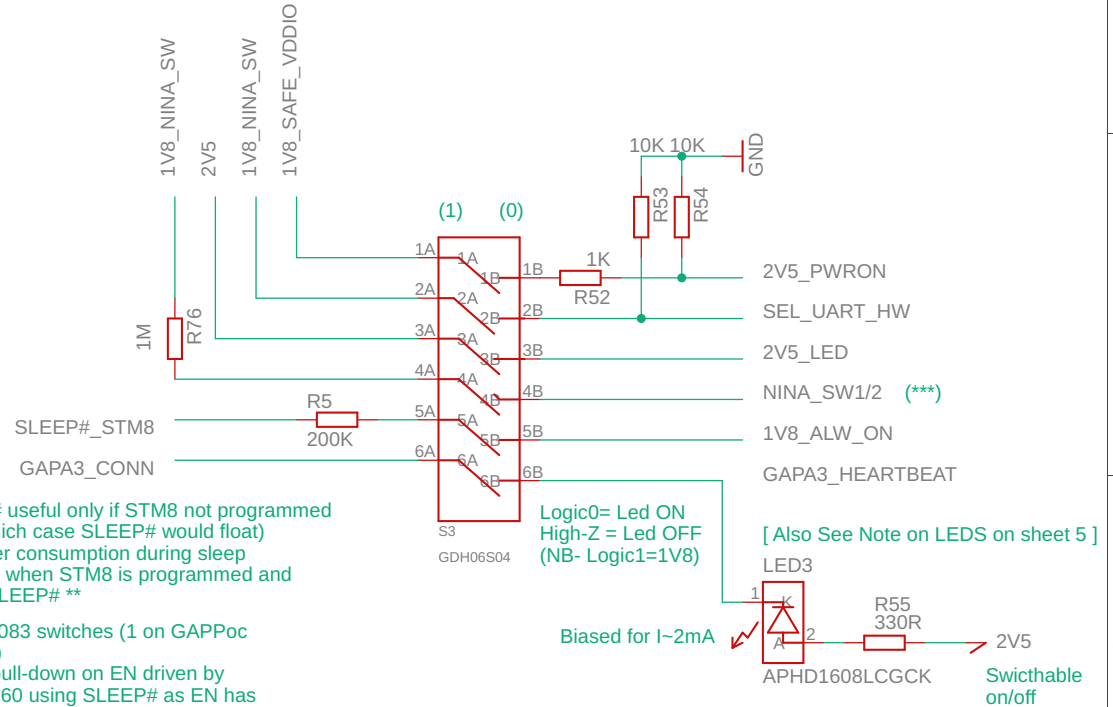 1V8_NINA_SW
2V5
1V8_NINA_SW
1V8_SAFE_VDDIO
10K 10K
GND
R53
R54
(1) (0)
1A
1A
1B
1B
1K
R52
2V5_PWRON
2A
2A
2B
2B
SEL_UART_HW
1M
R76
3A
3A
3B
3B
2V5_LED
4A
4A
4B
4B
NINA_SW1/2 (***)
SLEEP#_STM8
R5
200K
5A
5A
5B
5B
1V8_ALW_ON
GAPA3_CONN
6A
6A
6B
6B
GAPA3_HEARTBEAT
S3
GDH06S04
# useful only if STM8 not programmed
hich case SLEEP# would float)
er consumption during sleep
when STM8 is programmed and
SLEEP# **
083 switches (1 on GAPPoc
)
ull-down on EN driven by
60 using SLEEP# as EN has
Logic0= Led ON
High-Z = Led OFF
(NB- Logic1=1V8)
[ Also See Note on LEDS on sheet 5 ]
LED3
1
K
A
2
APHD1608LCGCK
Biased for I~2mA
R55
330R
2V5
Swicthable
on/off